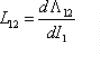 L₁₂ = dΛ₁₂ / dI₁